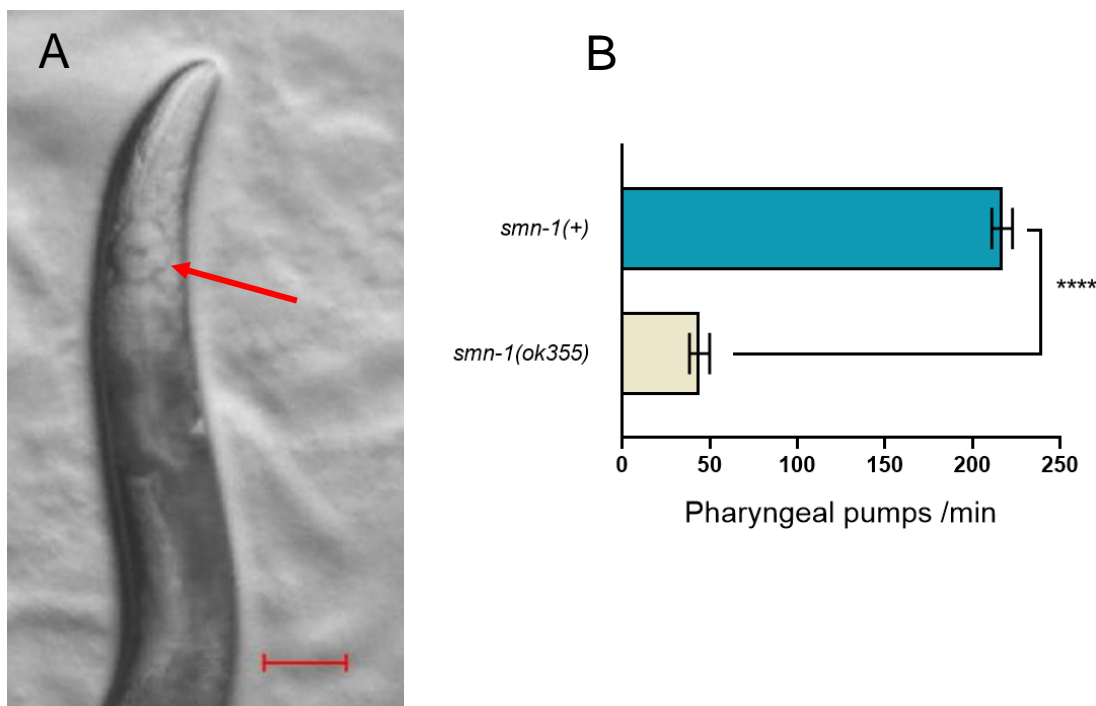 A
B
smn-1(+)
smn-1(ok355)
****
0 50 100 150 200 250
Pharyngeal pumps /min